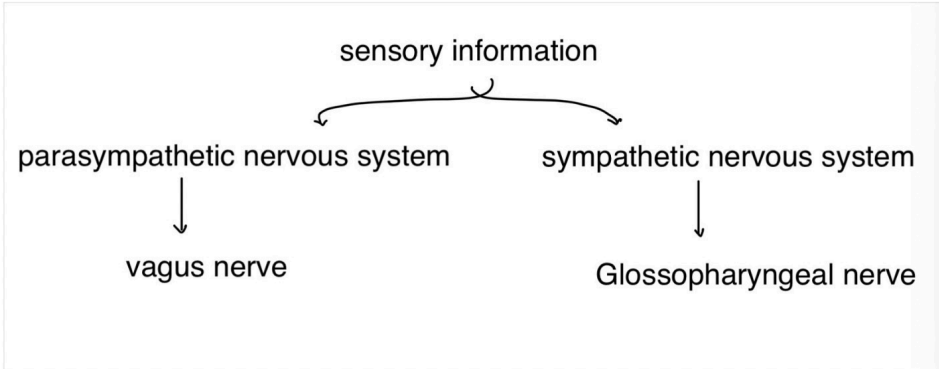 sensory information
parasympathetic nervous system
sympathetic nervous system
vagus nerve
Glossopharyngeal nerve